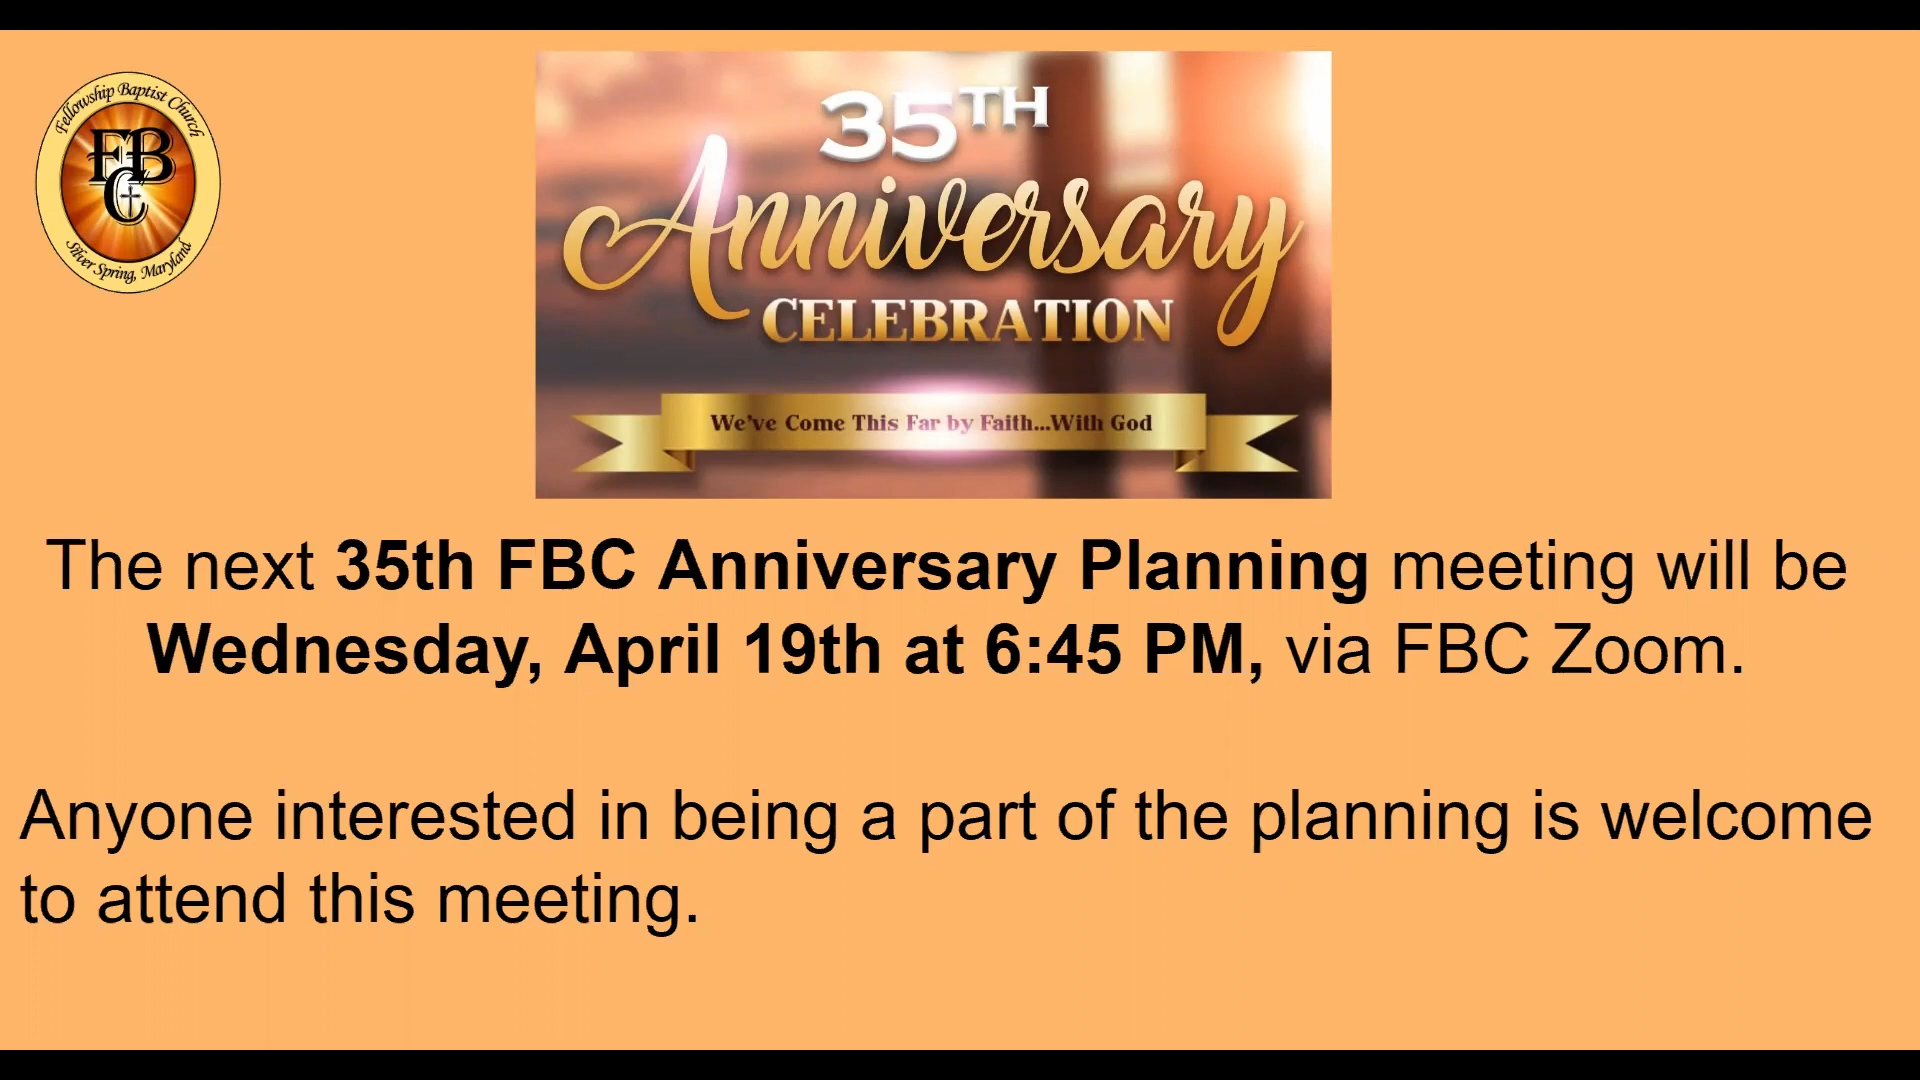 Fellowship Baptist Church
FBC
Silver Spring, Maryland
35TH
Anniversary
CELEBRATION
We've Come This Far by Faith...With God
The next 35th FBC Anniversary Planning meeting will be
Wednesday, April 19th at 6:45 PM, via FBC Zoom.
Anyone interested in being a part of the planning is welcome
to attend this meeting.